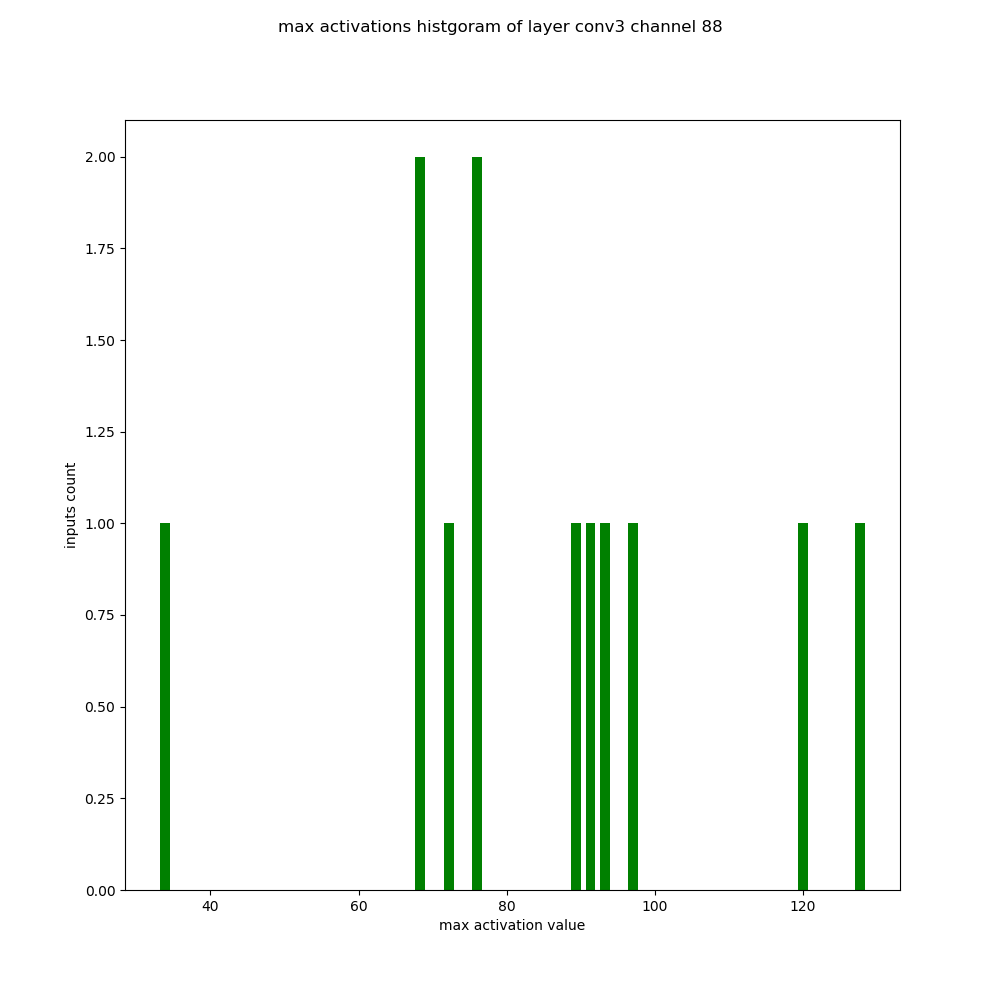 max activations histgoram of layer conv3 channel 88
2.00
1.75
1.50
1.25
1.00
0.75
0.50
0.25
0.00
inputs count
40 60 80 100 120
max activation value